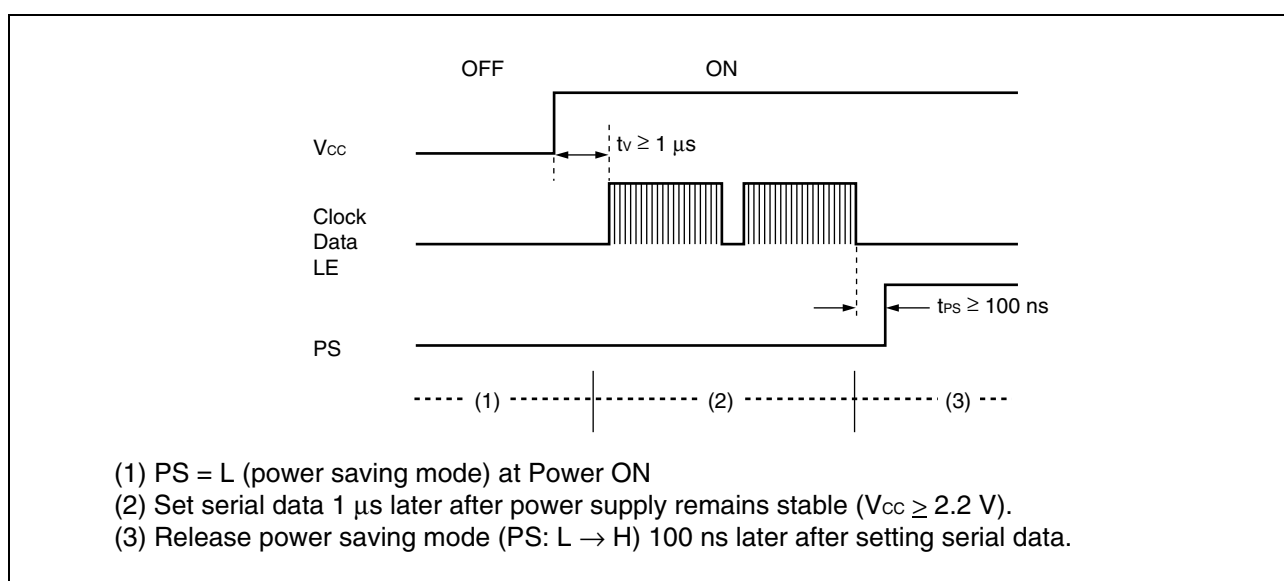 OFF ON
VCC
tV ≥ 1 μs
Clock
Data
LE
tPS ≥ 100 ns
PS
(1) (2) (3)
(1) PS = L (power saving mode) at Power ON
(2) Set serial data 1 μs later after power supply remains stable (VCC ≥ 2.2 V).
(3) Release power saving mode (PS: L → H) 100 ns later after setting serial data.